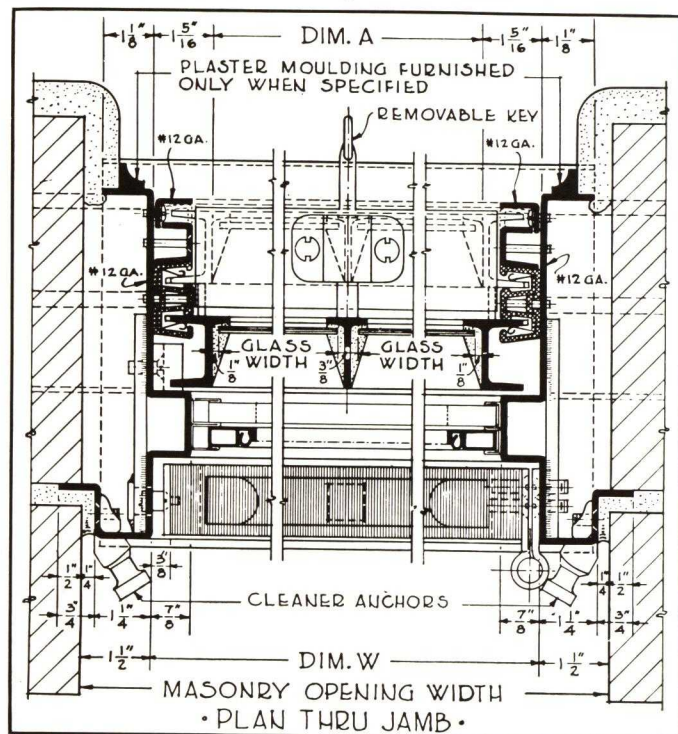 1 1/8" 1 5/16" DIM. A 1 5/16" 1 1/8"
PLASTER MOULDING FURNISHED
ONLY WHEN SPECIFIED
REMOVABLE KEY
#12 GA. #12 GA.
#12 GA. #12 GA.
GLASS WIDTH GLASS WIDTH
1/8" 3/8" 1/8"
3/8"
1/2" 1/4" 1/4" 1/2"
CLEANER ANCHORS
3/4" 1 1/4" 7/8" 7/8" 1 1/4" 3/4"
1 1/2" DIM. W 1 1/2"
MASONRY OPENING WIDTH
• PLAN THRU JAMB •